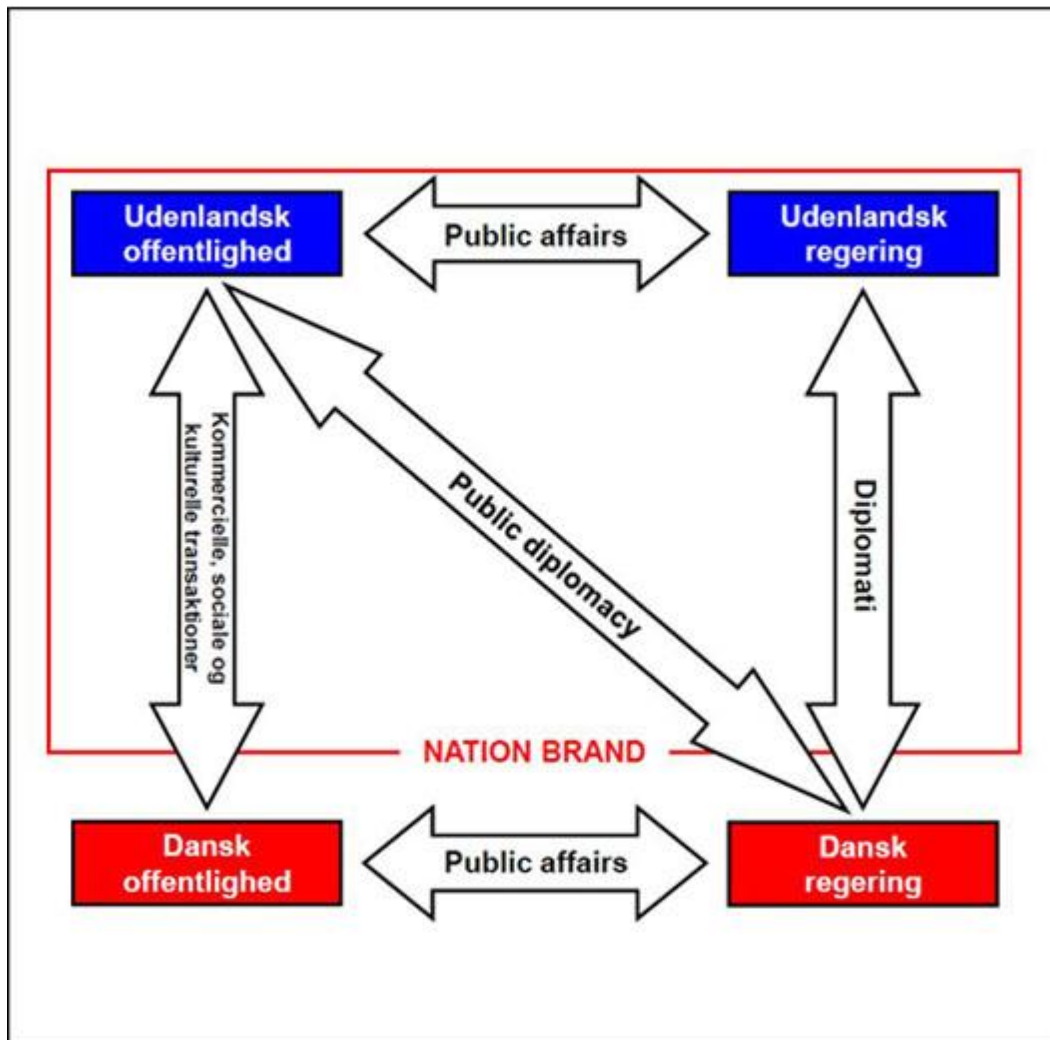 Udenlandsk
offentlighed
Public affairs
Udenlandsk
regering
Kommercielle, sociale og
kulturelle transaktioner
Public diplomacy
Diplomati
NATION BRAND
Dansk
offentlighed
Public affairs
Dansk
regering